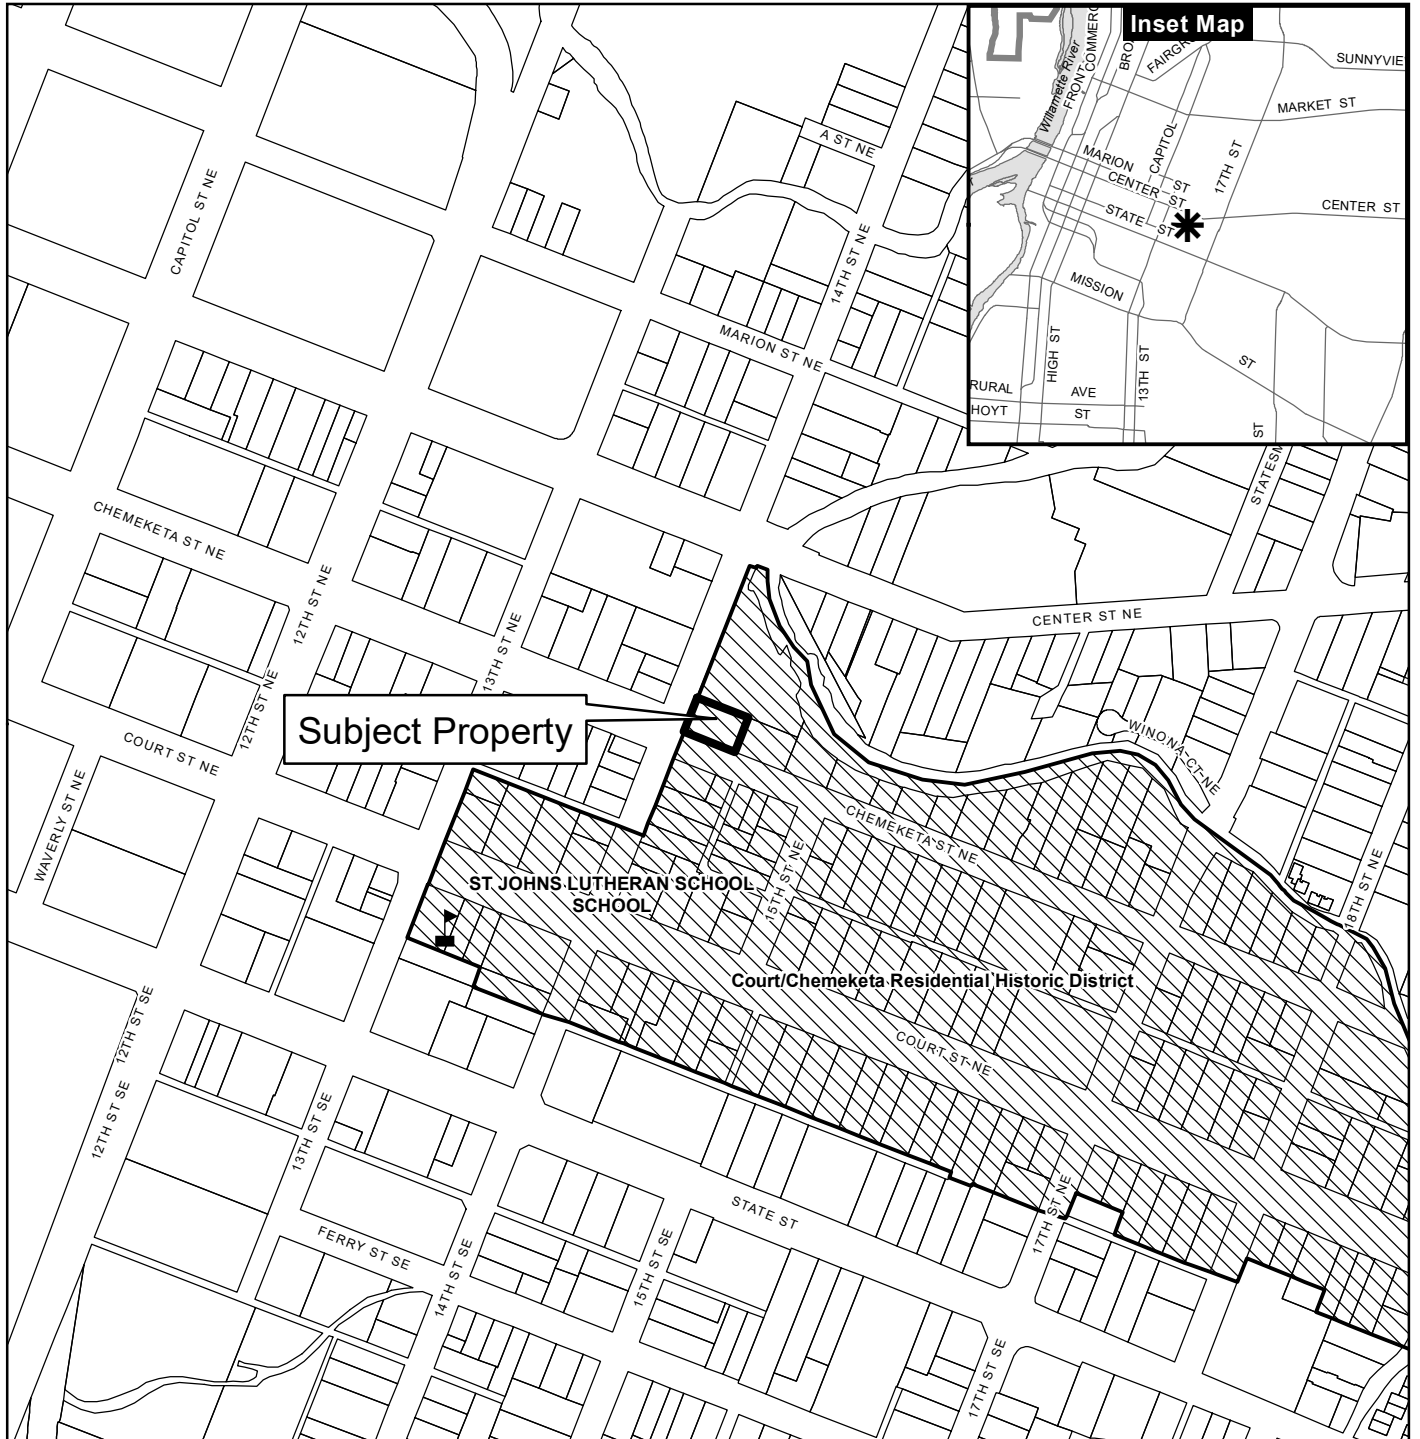 Inset Map
SUNNYVIE
FAIRGR
BRO
COMMERC
FRONT
Willamette River
MARKET ST
CAPITOL
17TH ST
MARION ST
CENTER ST
CENTER ST
STATE ST
MISSION
ST
HIGH ST
13TH ST
RURAL AVE
HOYT ST
ST
A ST NE
CAPITOL ST NE
14TH ST NE
MARION ST NE
STATESM
CHEMEKETA ST NE
12TH ST NE
13TH ST NE
CENTER ST NE
12TH ST NE
Subject Property
WINONA CT NE
COURT ST NE
WAVERLY ST NE
CHEMEKETA ST NE
15TH ST NE
18TH ST NE
ST JOHNS LUTHERAN SCHOOL
SCHOOL
Court/Chemeketa Residential Historic District
12TH ST SE
COURT ST NE
12TH ST SE
13TH ST SE
STATE ST
17TH ST NE
FERRY ST SE
14TH ST SE
15TH ST SE
17TH ST SE